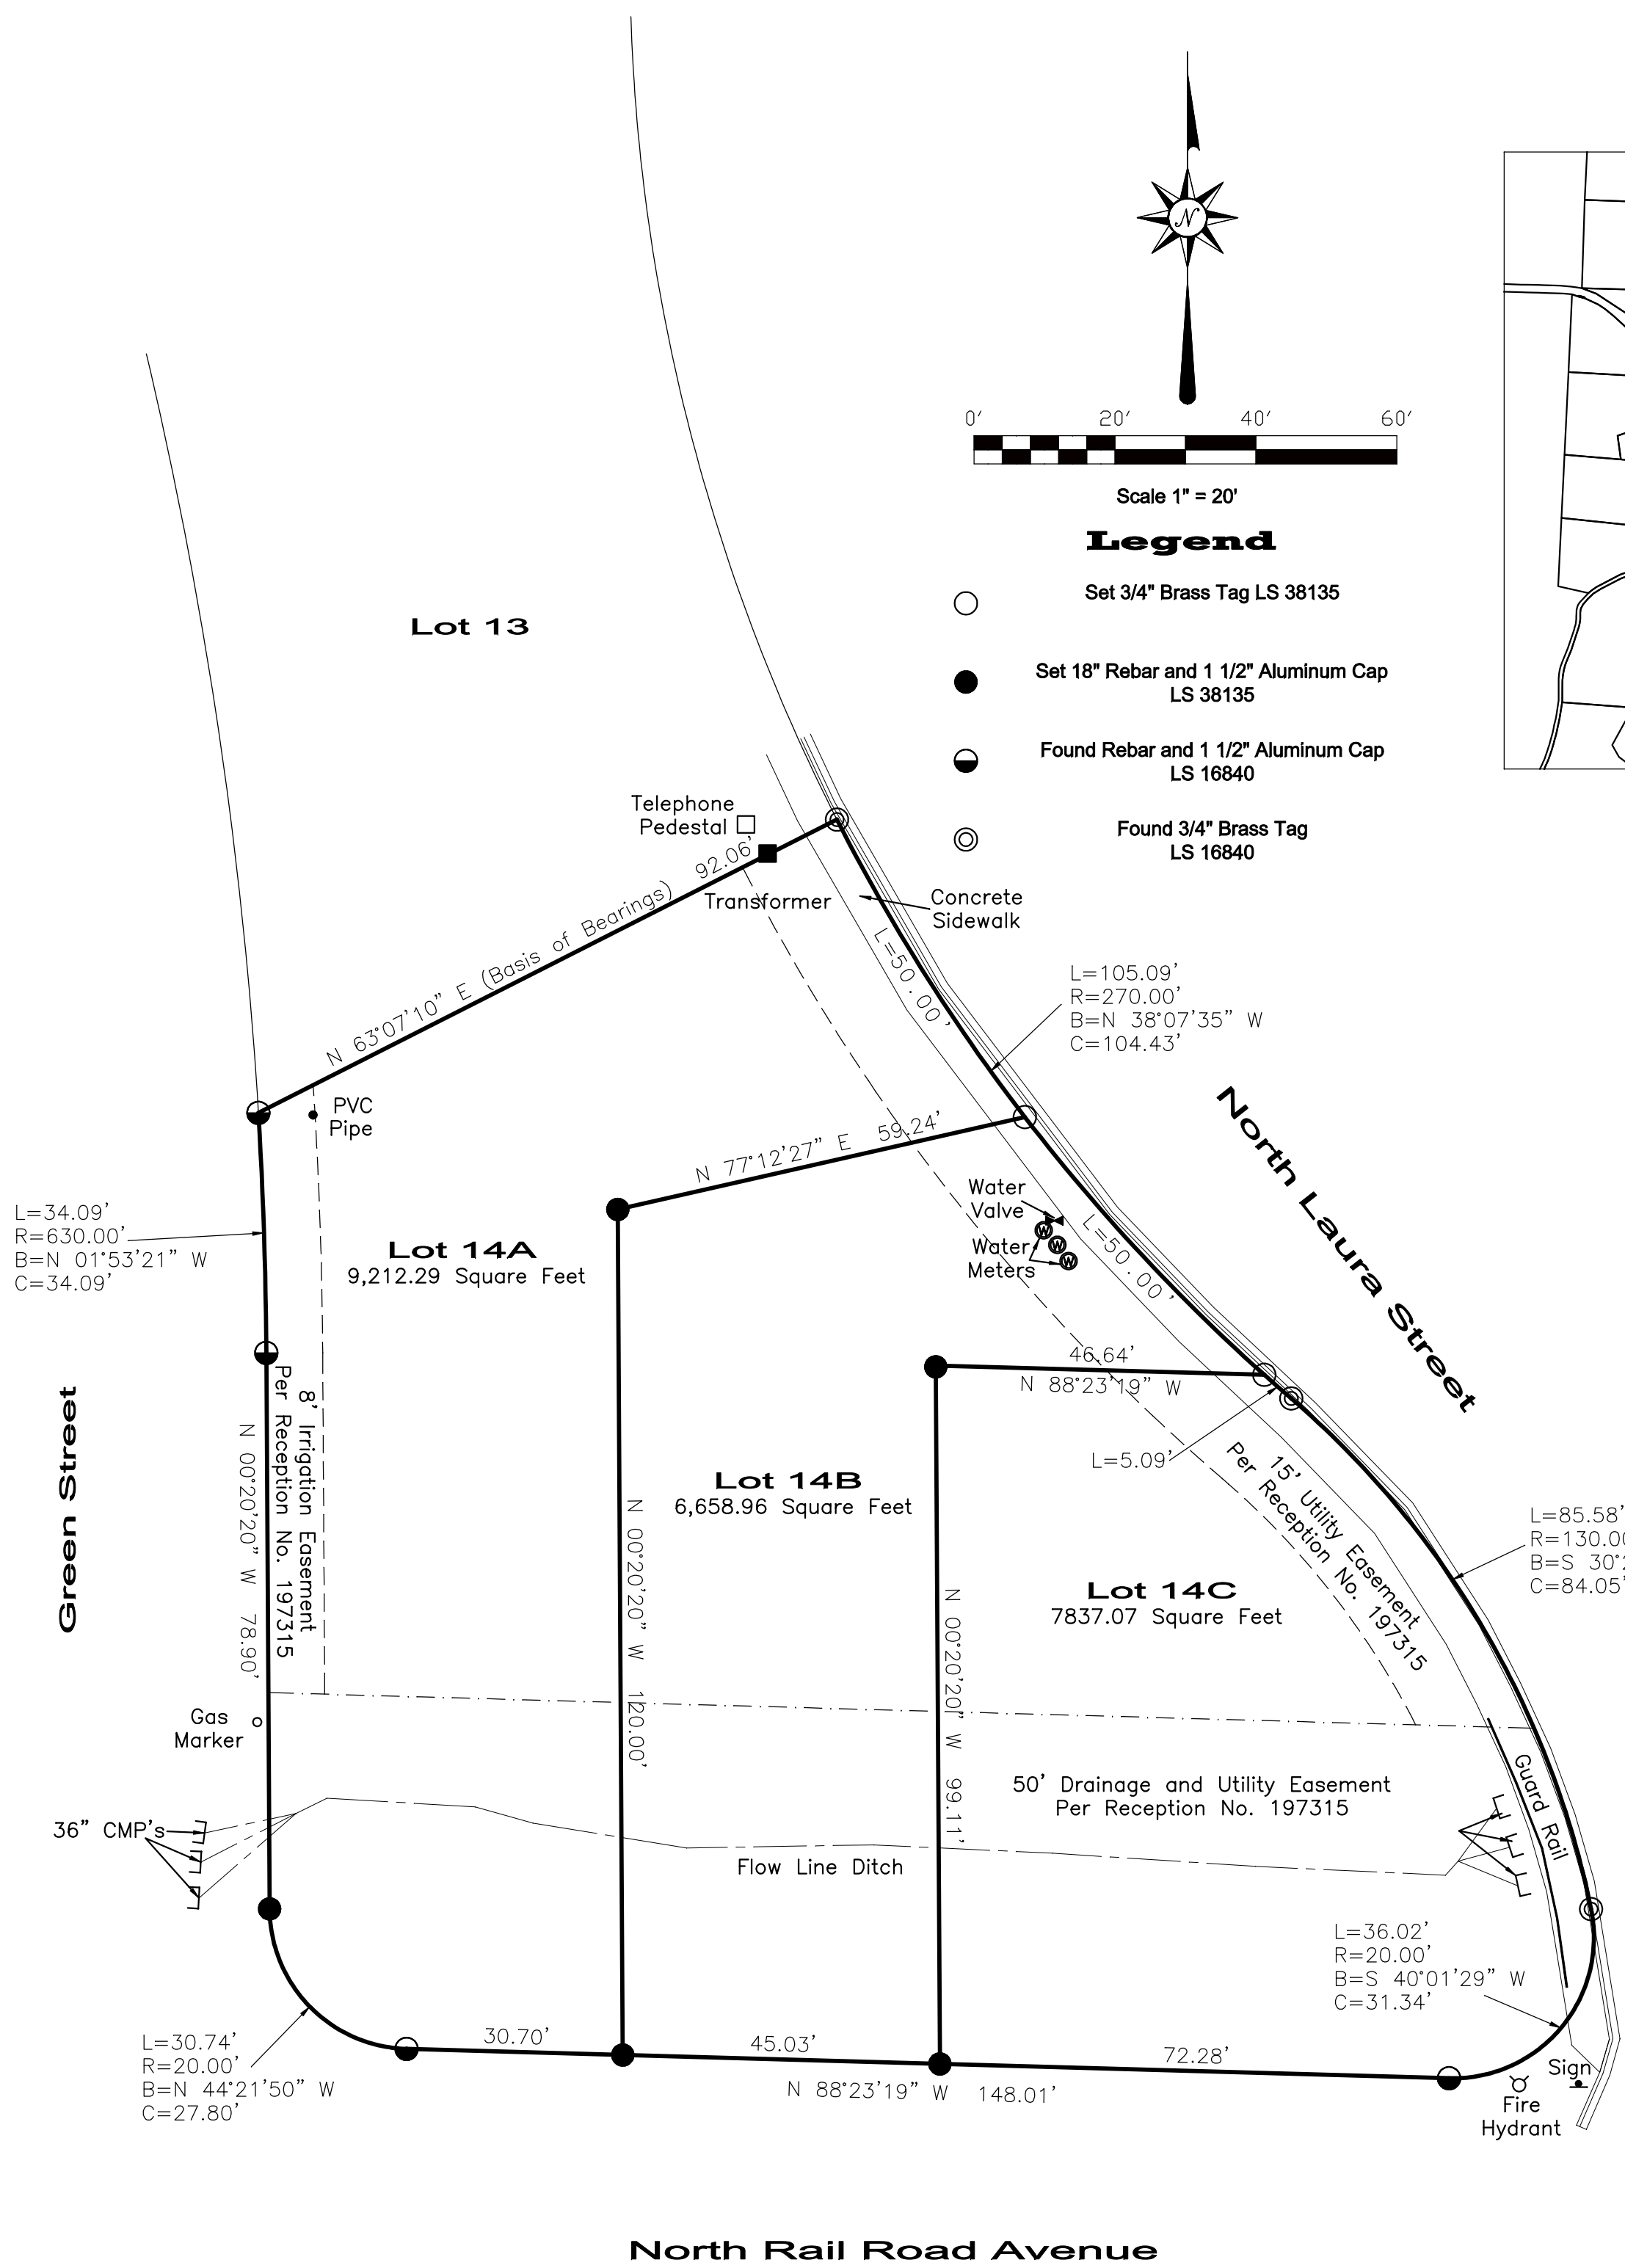 N
0' 20' 40' 60'
Scale 1" = 20'
Legend
Set 3/4" Brass Tag LS 38135
Set 18" Rebar and 1 1/2" Aluminum Cap
LS 38135
Found Rebar and 1 1/2" Aluminum Cap
LS 16840
Found 3/4" Brass Tag
LS 16840
Lot 13
Telephone
Pedestal
Transformer
Concrete
Sidewalk
N 63°07'10" E (Basis of Bearings) 92.06'
L=50.00'
L=105.09'
R=270.00'
B=N 38°07'35" W
C=104.43'
PVC
Pipe
N 77°12'27" E 59.24'
North Laura Street
Water
Valve
W
W
W
Water
Meters
L=50.00'
L=34.09'
R=630.00'
B=N 01°53'21" W
C=34.09'
Lot 14A
9,212.29 Square Feet
46.64'
N 88°23'19" W
L=5.09'
Green Street
N 00°20'20" W 78.90'
8' Irrigation Easement
Per Reception No. 197315
Lot 14B
6,658.96 Square Feet
N 00°20'20" W 120.00'
15' Utility Easement
Per Reception No. 197315
L=85.58'
R=130.00
B=S 30°
C=84.05'
Lot 14C
7837.07 Square Feet
N 00°20'20" W 99.11'
Gas
Marker
50' Drainage and Utility Easement
Per Reception No. 197315
Guard Rail
36" CMP's
Flow Line Ditch
L=36.02'
R=20.00'
B=S 40°01'29" W
C=31.34'
L=30.74'
R=20.00'
B=N 44°21'50" W
C=27.80'
30.70'
45.03'
72.28'
N 88°23'19" W 148.01'
Sign
Fire
Hydrant
North Rail Road Avenue